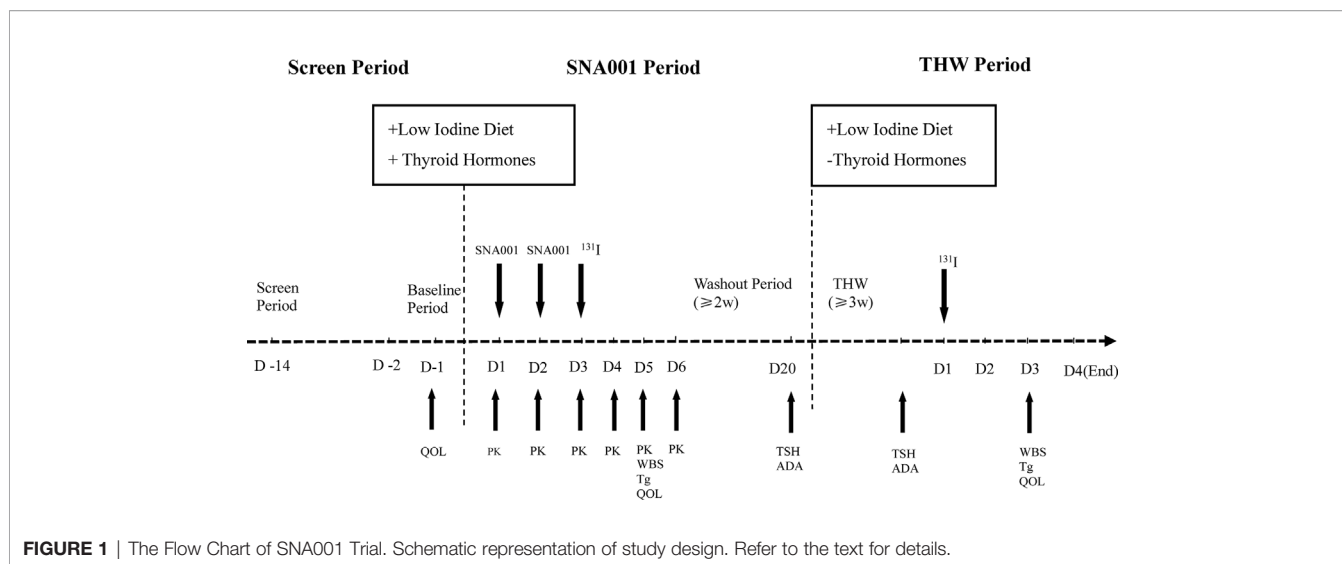 Screen Period SNA001 Period THW Period
+Low Iodine Diet
+ Thyroid Hormones
+Low Iodine Diet
-Thyroid Hormones
SNA001 SNA001 ¹³¹I
¹³¹I
Screen
Period
Baseline
Period
Washout Period
(⩾2w)
THW
(⩾3w)
D -14 D -2 D-1 D1 D2 D3 D4 D5 D6 D20 D1 D2 D3 D4(End)
QOL
PK
PK
PK
PK
PK
WBS
Tg
QOL
PK
TSH
ADA
TSH
ADA
WBS
Tg
QOL
FIGURE 1 | The Flow Chart of SNA001 Trial. Schematic representation of study design. Refer to the text for details.